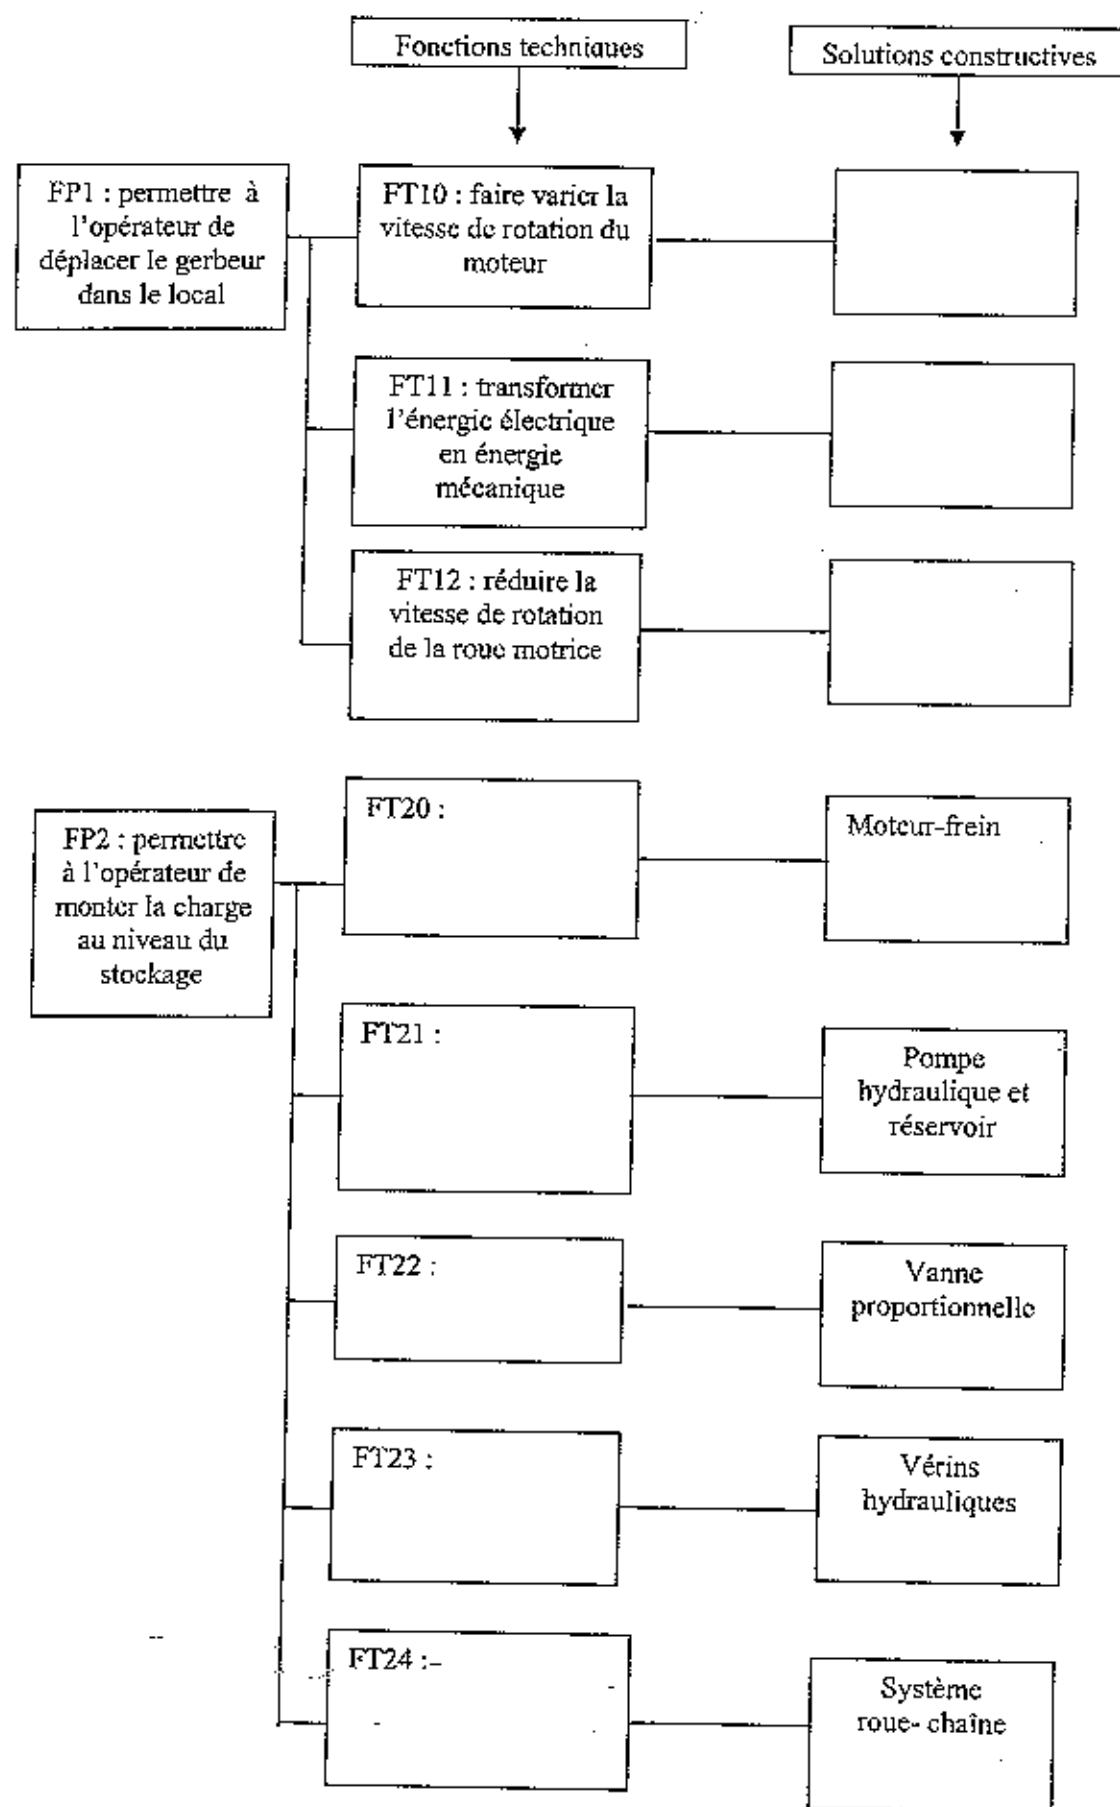 Fonctions techniques
Solutions constructives
FP1 : permettre à
l'opérateur de
déplacer le gerbeur
dans le local
FT10 : faire varier la
vitesse de rotation du
moteur
FT11 : transformer
l'énergie électrique
en énergie
mécanique
FT12 : réduire la
vitesse de rotation
de la roue motrice
FP2 : permettre
à l'opérateur de
monter la charge
au niveau du
stockage
FT20 :
Moteur-frein
FT21 :
Pompe
hydraulique et
réservoir
FT22 :
Vanne
proportionnelle
FT23 :
Vérins
hydrauliques
FT24 :-
Système
roue- chaîne